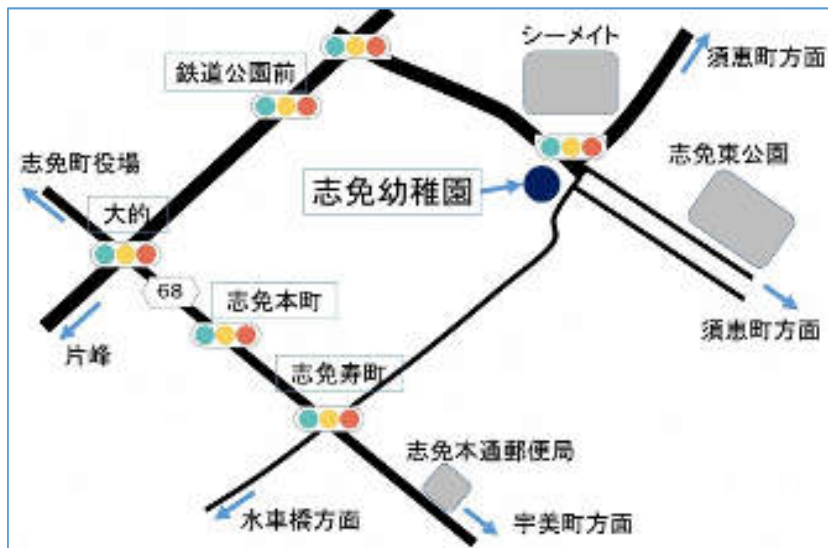 シーメイト
須恵町方面
鉄道公園前
志免町役場
志免東公園
志免幼稚園
大的
68
志免本町
須恵町方面
片峰
志免寿町
志免本通郵便局
水車橋方面
宇美町方面